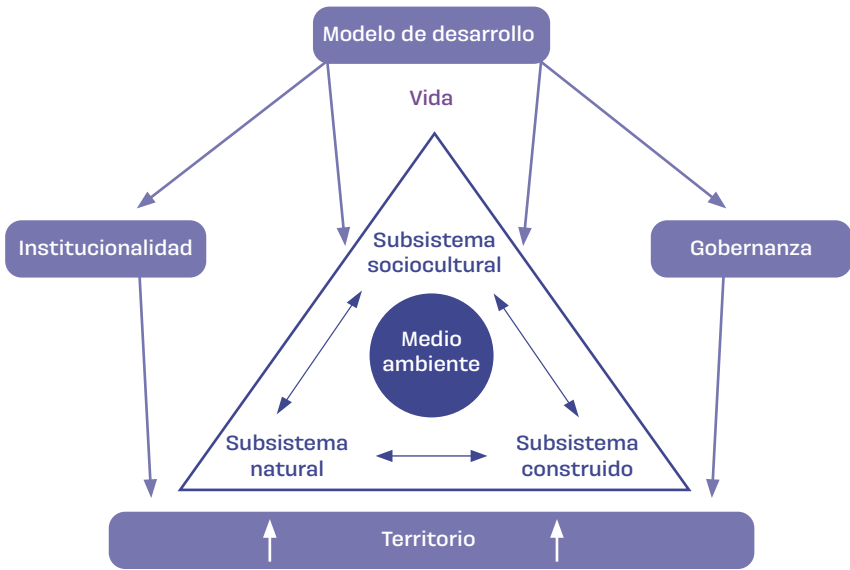 Modelo de desarrollo
Vida
Institucionalidad
Gobernanza
Subsistema
sociocultural
Medio
ambiente
Subsistema
natural
Subsistema
construido
Territorio